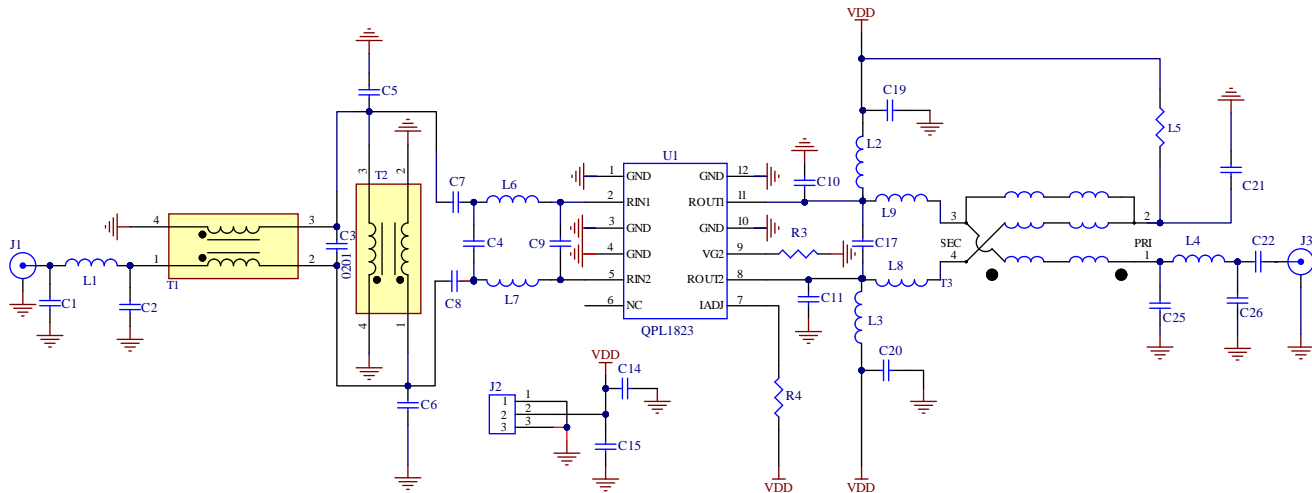 VDD
C5
C19
L5
U1
L2
3
2
T2
1
GND
GND
12
C10
C21
C7
L6
2
RIN1
ROUT1
11
L9
4
3
3
GND
GND
10
R3
3
2
J1
C3
0201
C4
C9
4
GND
VG2
9
C17
SEC
PRI
L4
C22
J3
1
2
4
1
L1
T1
5
RIN2
ROUT2
8
L8
T3
C1
C2
C8
L7
6
NC
IADJ
7
C11
C25
C26
4
1
QPL1823
L3
VDD
C20
J2
C14
R4
C6
1
1
2
2
3
3
C15
VDD
VDD